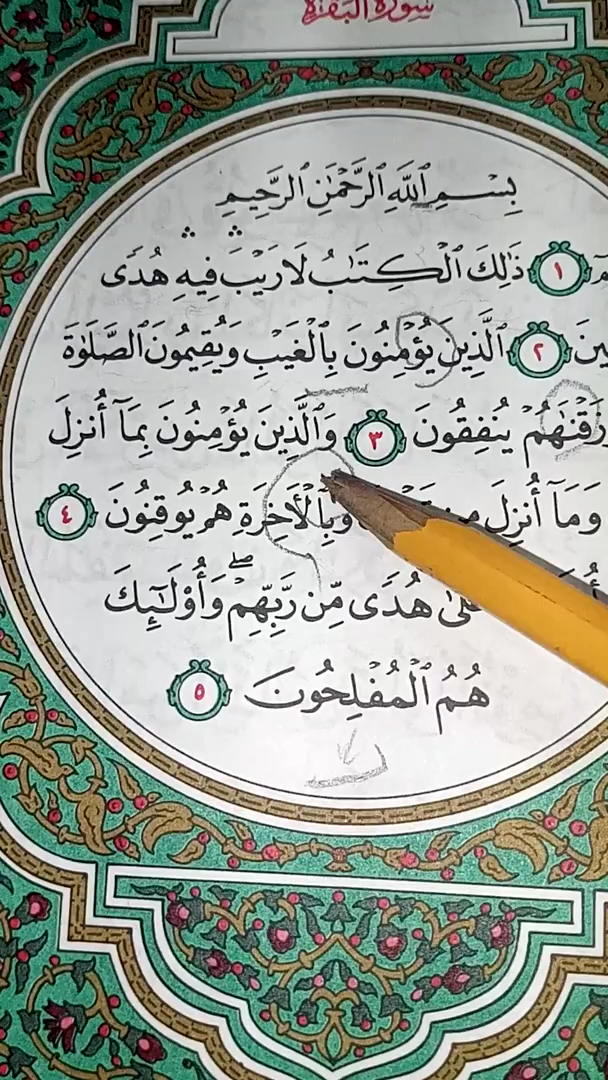 سورة البقرة
بِسْمِ ٱللَّهِ ٱلرَّحْمَٰنِ ٱلرَّحِيمِ
١ ذَٰلِكَ ٱلْكِتَٰبُ لَا رَيْبَ ۛ فِيهِ ۛ هُدًى
٢ ٱلَّذِينَ يُؤْمِنُونَ بِٱلْغَيْبِ وَيُقِيمُونَ ٱلصَّلَوٰةَ
رَزَقْنَٰهُمْ يُنفِقُونَ ٣ وَٱلَّذِينَ يُؤْمِنُونَ بِمَآ أُنزِلَ
وَمَآ أُنزِلَ مِن وَبِٱلْأَخِرَةِ هُمْ يُوقِنُونَ ٤
عَلَىٰ هُدًى مِّن رَّبِّهِمْ ۖ وَأُو۟لَٰٓئِكَ
هُمُ ٱلْمُفْلِحُونَ ٥